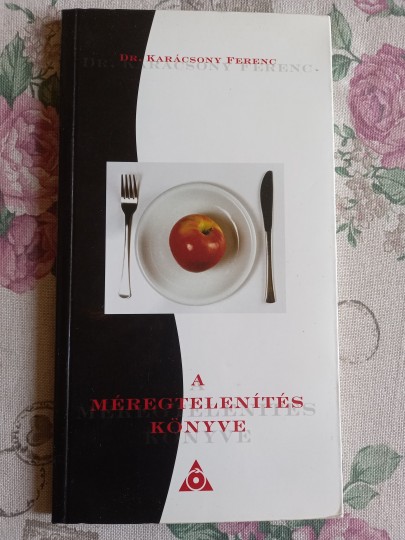 DR. KARÁCSONY FERENC
A
MÉREGTELENÍTÉS
KÖNYVE